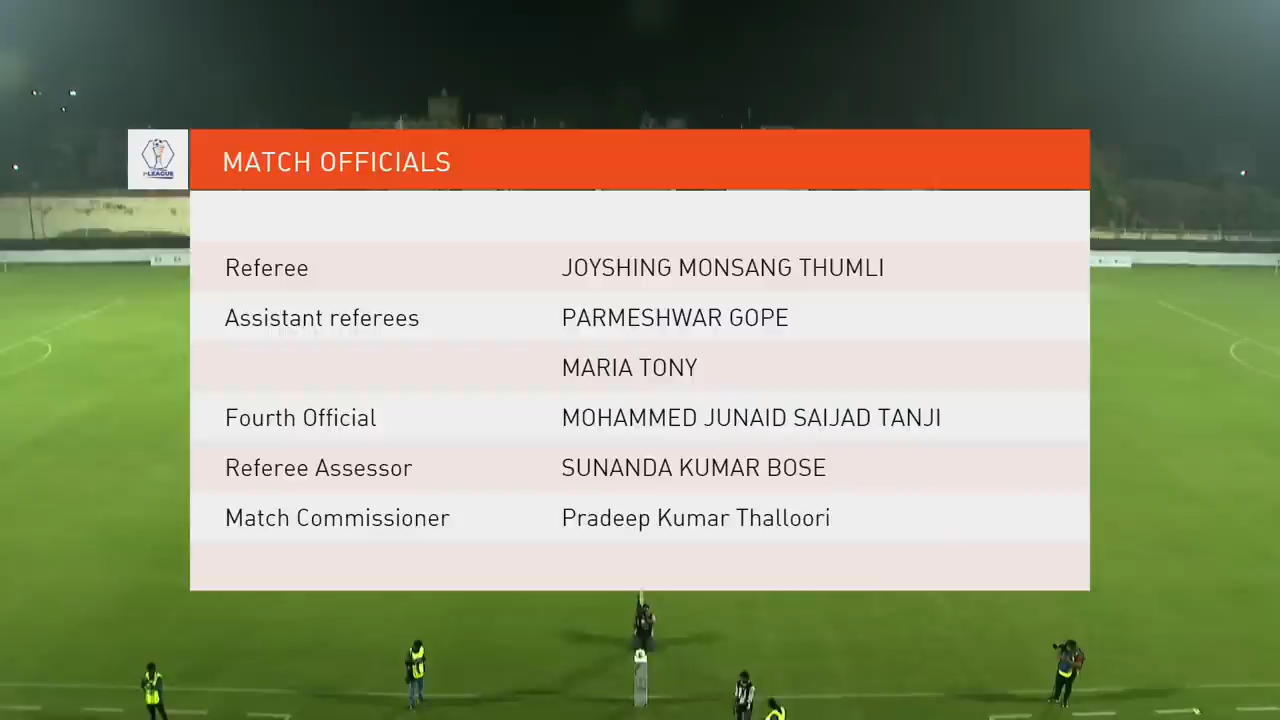 I-LEAGUE
MATCH OFFICIALS
Referee JOYSHING MONSANG THUMLI
Assistant referees PARMESHWAR GOPE
MARIA TONY
Fourth Official MOHAMMED JUNAID SAIJAD TANJI
Referee Assessor SUNANDA KUMAR BOSE
Match Commissioner Pradeep Kumar Thalloori